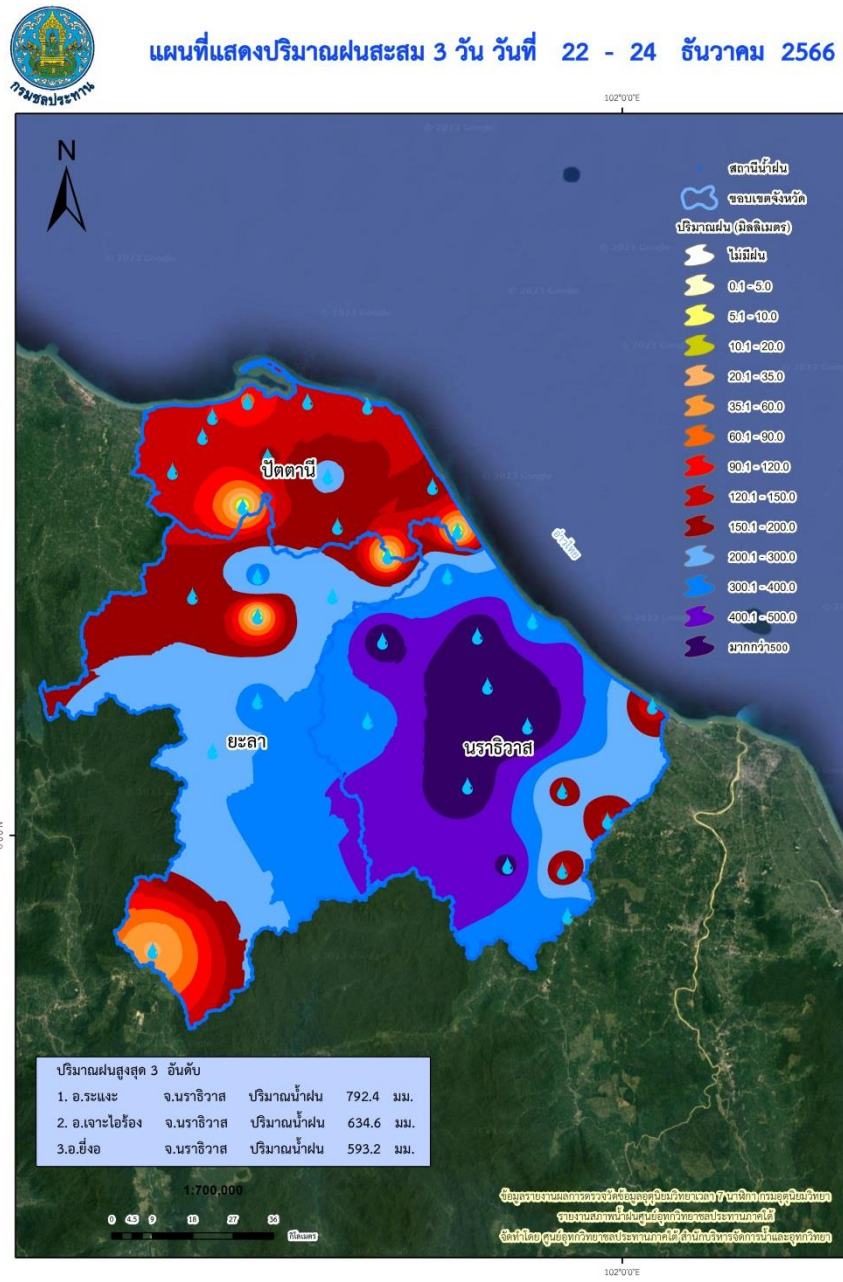 แผนที่แสดงปริมาณฝนสะสม 3 วัน วันที่ 22 - 24 ธันวาคม 2566
กรมชลประทาน
102°0'0"E
N
© 2023 Google
สถานีน้ำฝน
ขอบเขตจังหวัด
ปริมาณฝน (มิลลิเมตร)
ไม่มีฝน
0.1 - 5.0
5.1 - 10.0
10.1 - 20.0
20.1 - 35.0
35.1 - 60.0
60.1 - 90.0
90.1 - 120.0
120.1 - 150.0
150.1 - 200.0
200.1 - 300.0
300.1 - 400.0
400.1 - 500.0
มากกว่า500
ปัตตานี
อ่าวไทย
ยะลา
นราธิวาส
ปริมาณฝนสูงสุด 3 อันดับ
1. อ.ระแงะ จ.นราธิวาส ปริมาณน้ำฝน 792.4 มม.
2. อ.เจาะไอร้อง จ.นราธิวาส ปริมาณน้ำฝน 634.6 มม.
3.อ.ยี่งอ จ.นราธิวาส ปริมาณน้ำฝน 593.2 มม.
1:700,000
0 4.5 9 18 27 36
กิโลเมตร
ข้อมูลรายงานผลการตรวจวัดข้อมูลอุตุนิยมวิทยาเวลา 7 นาฬิกา กรมอุตุนิยมวิทยา
รายงานสภาพน้ำฝนศูนย์อุทกวิทยาชลประทานภาคใต้
จัดทำโดย ศูนย์อุทกวิทยาชลประทานภาคใต้ สำนักบริหารจัดการน้ำและอุทกวิทยา
102°0'0"E